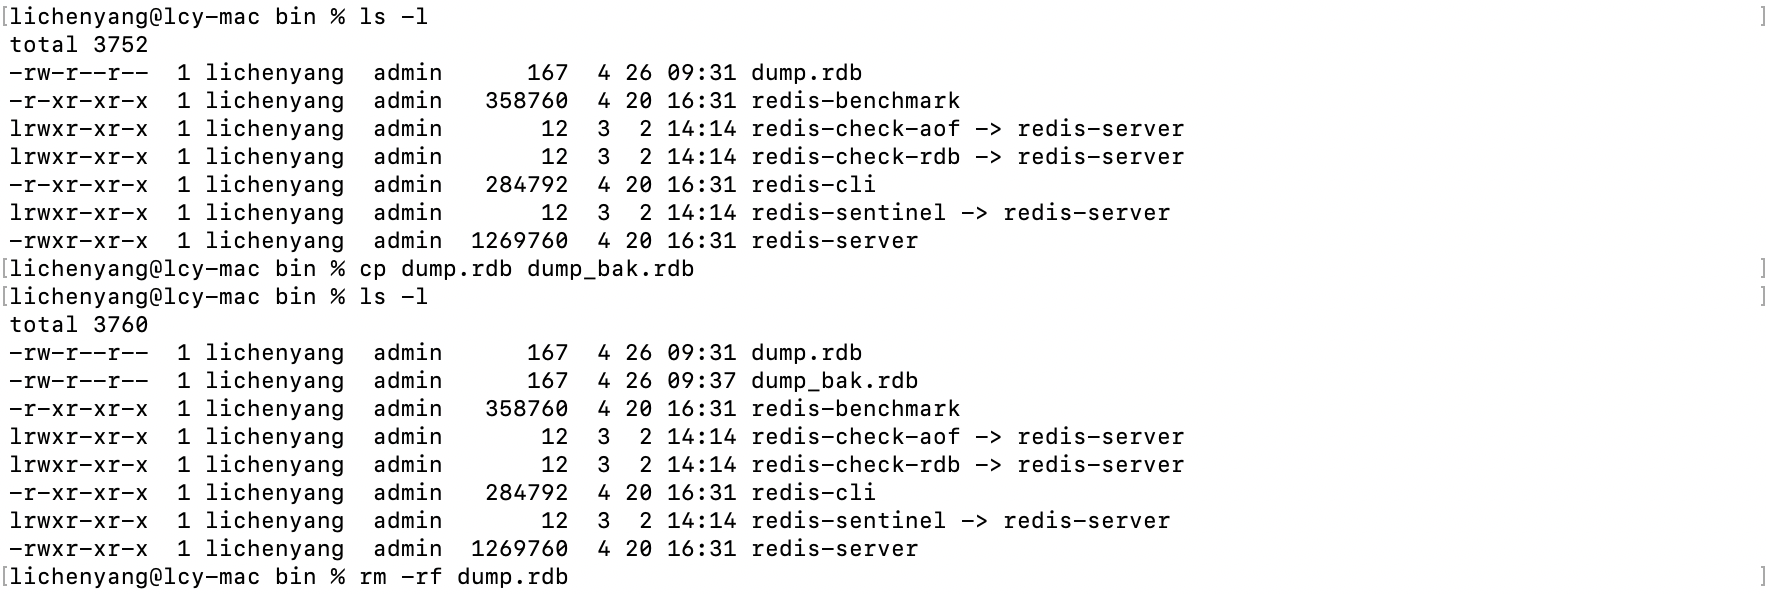 [lichenyang@lcy-mac bin % ls -l ]
total 3752
-rw-r--r--  1 lichenyang  admin      167  4 26 09:31 dump.rdb
-r-xr-xr-x  1 lichenyang  admin   358760  4 20 16:31 redis-benchmark
lrwxr-xr-x  1 lichenyang  admin       12  3  2 14:14 redis-check-aof -> redis-server
lrwxr-xr-x  1 lichenyang  admin       12  3  2 14:14 redis-check-rdb -> redis-server
-r-xr-xr-x  1 lichenyang  admin   284792  4 20 16:31 redis-cli
lrwxr-xr-x  1 lichenyang  admin       12  3  2 14:14 redis-sentinel -> redis-server
-rwxr-xr-x  1 lichenyang  admin  1269760  4 20 16:31 redis-server
[lichenyang@lcy-mac bin % cp dump.rdb dump_bak.rdb ]
[lichenyang@lcy-mac bin % ls -l ]
total 3760
-rw-r--r--  1 lichenyang  admin      167  4 26 09:31 dump.rdb
-rw-r--r--  1 lichenyang  admin      167  4 26 09:37 dump_bak.rdb
-r-xr-xr-x  1 lichenyang  admin   358760  4 20 16:31 redis-benchmark
lrwxr-xr-x  1 lichenyang  admin       12  3  2 14:14 redis-check-aof -> redis-server
lrwxr-xr-x  1 lichenyang  admin       12  3  2 14:14 redis-check-rdb -> redis-server
-r-xr-xr-x  1 lichenyang  admin   284792  4 20 16:31 redis-cli
lrwxr-xr-x  1 lichenyang  admin       12  3  2 14:14 redis-sentinel -> redis-server
-rwxr-xr-x  1 lichenyang  admin  1269760  4 20 16:31 redis-server
[lichenyang@lcy-mac bin % rm -rf dump.rdb ]